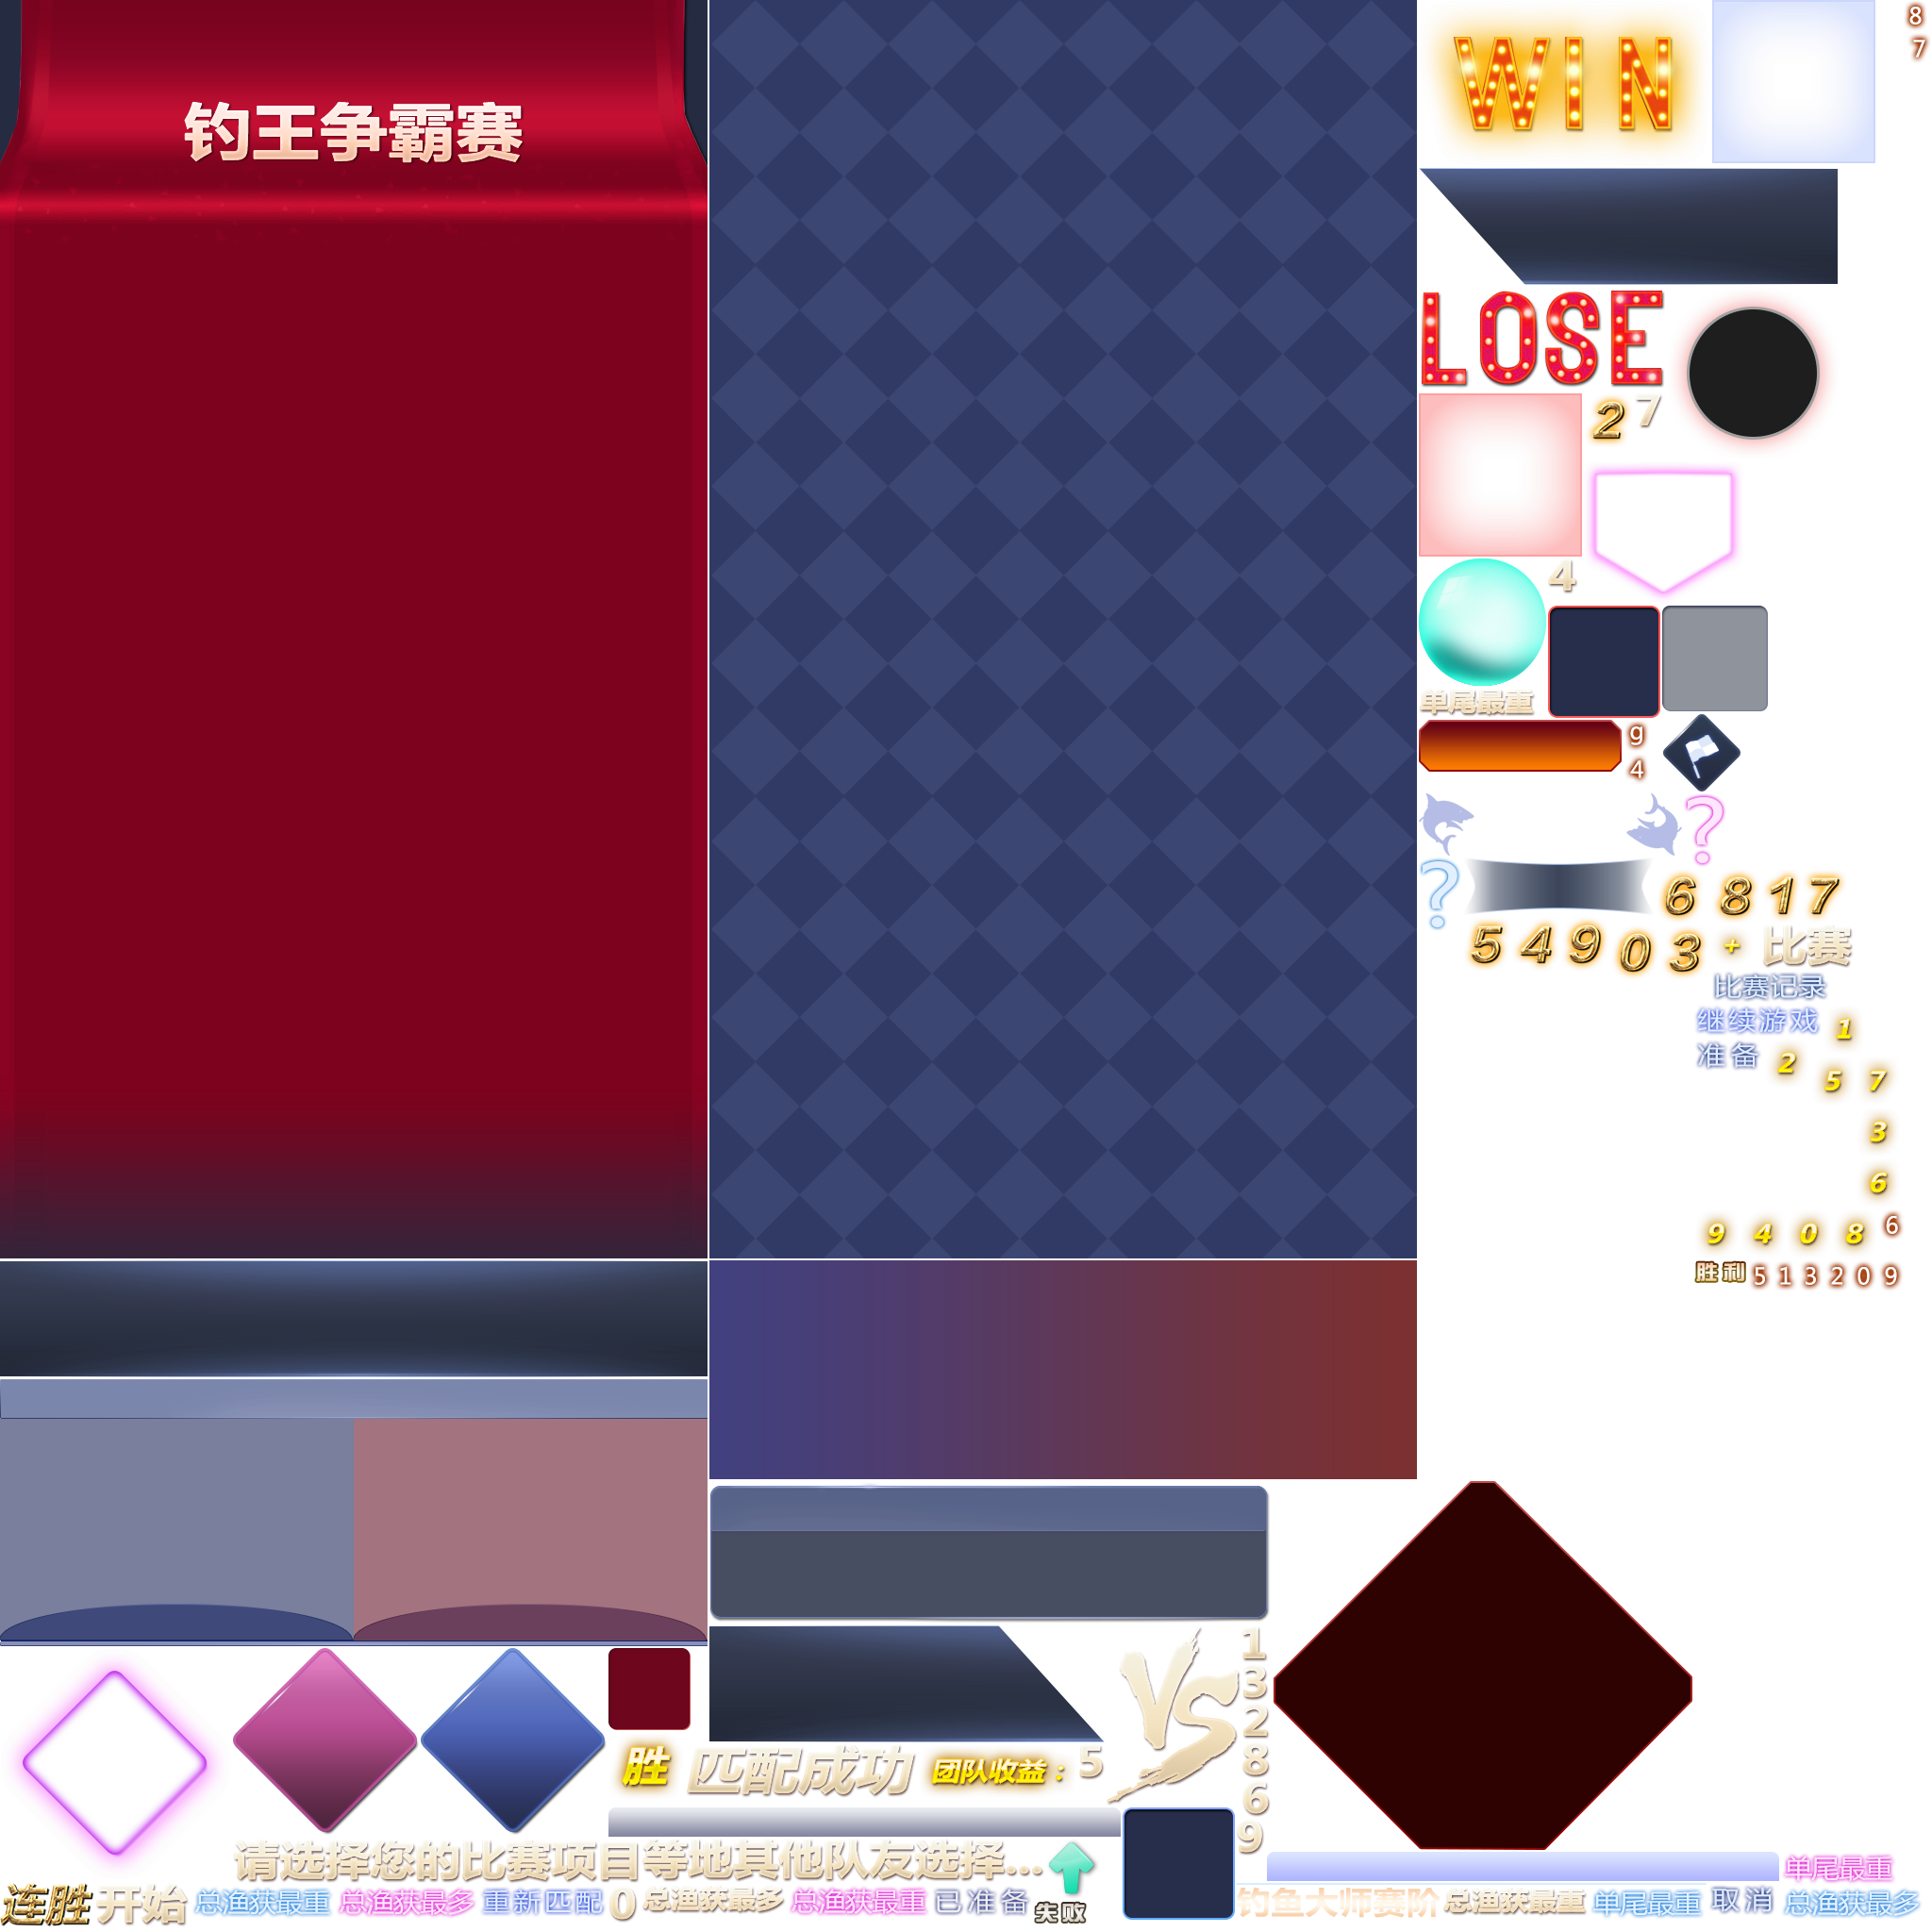 钓王争霸赛
WIN
8
7
LOSE
2
7
4
单尾最重
9
4
?
?
6 8 1 7
5 4 9 0 3 + 比赛
比赛记录
继续游戏
1
准备
2
5 7
3
6
9 4 0 8
6
胜利
5 1 3 2 0 9
VS
1
3
2
8
6
9
胜
匹配成功
团队收益：
5
请选择您的比赛项目等地其他队友选择...
单尾最重
连胜
开始
总渔获最重
总渔获最多
重新匹配
0
总渔获最多
总渔获最重
已准备
失败
钓鱼大师赛阶
总渔获最重
单尾最重
取消
总渔获最多